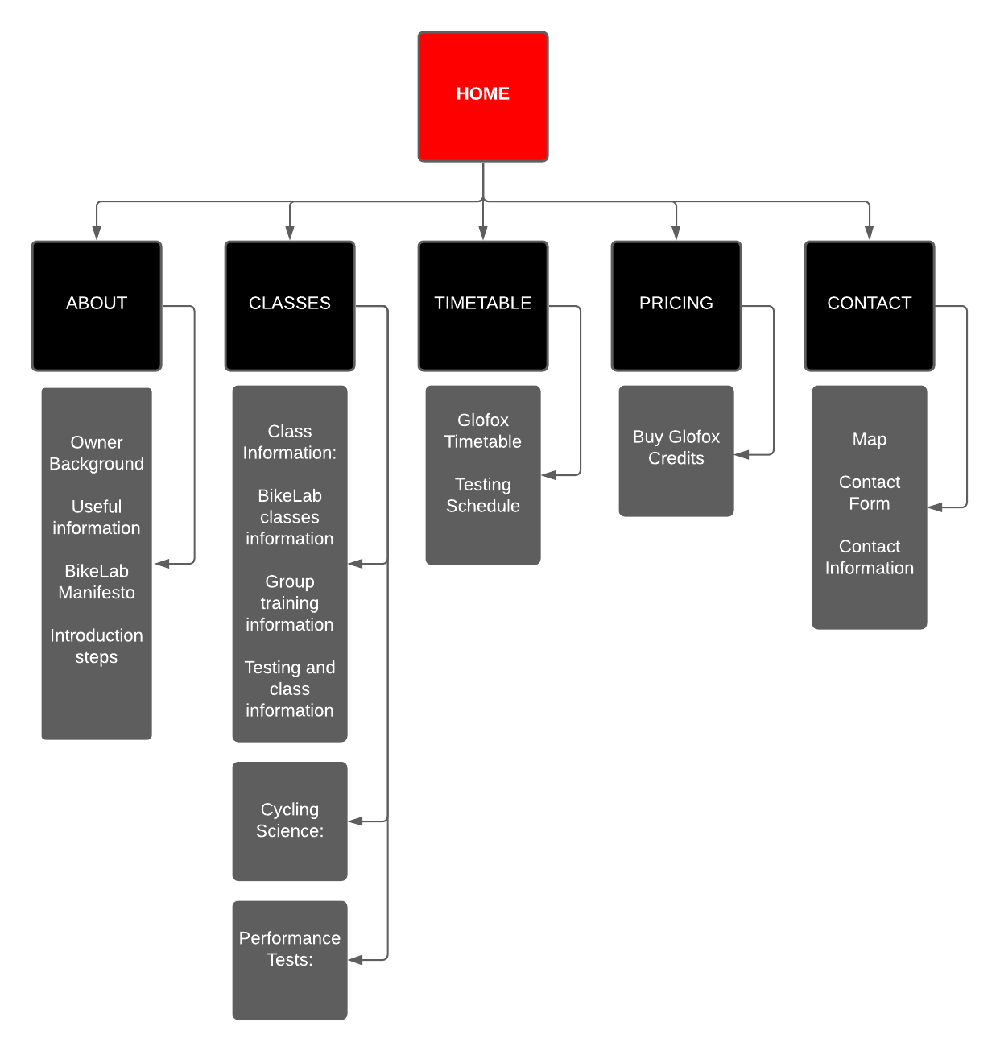 HOME
ABOUT
CLASSES
TIMETABLE
PRICING
CONTACT
Owner
Background
Useful
information
BikeLab
Manifesto
Introduction
steps
Class
Information:
BikeLab
classes
information
Group
training
information
Testing and
class
information
Cycling
Science:
Performance
Tests:
Glofox
Timetable
Testing
Schedule
Buy Glofox
Credits
Map
Contact
Form
Contact
Information